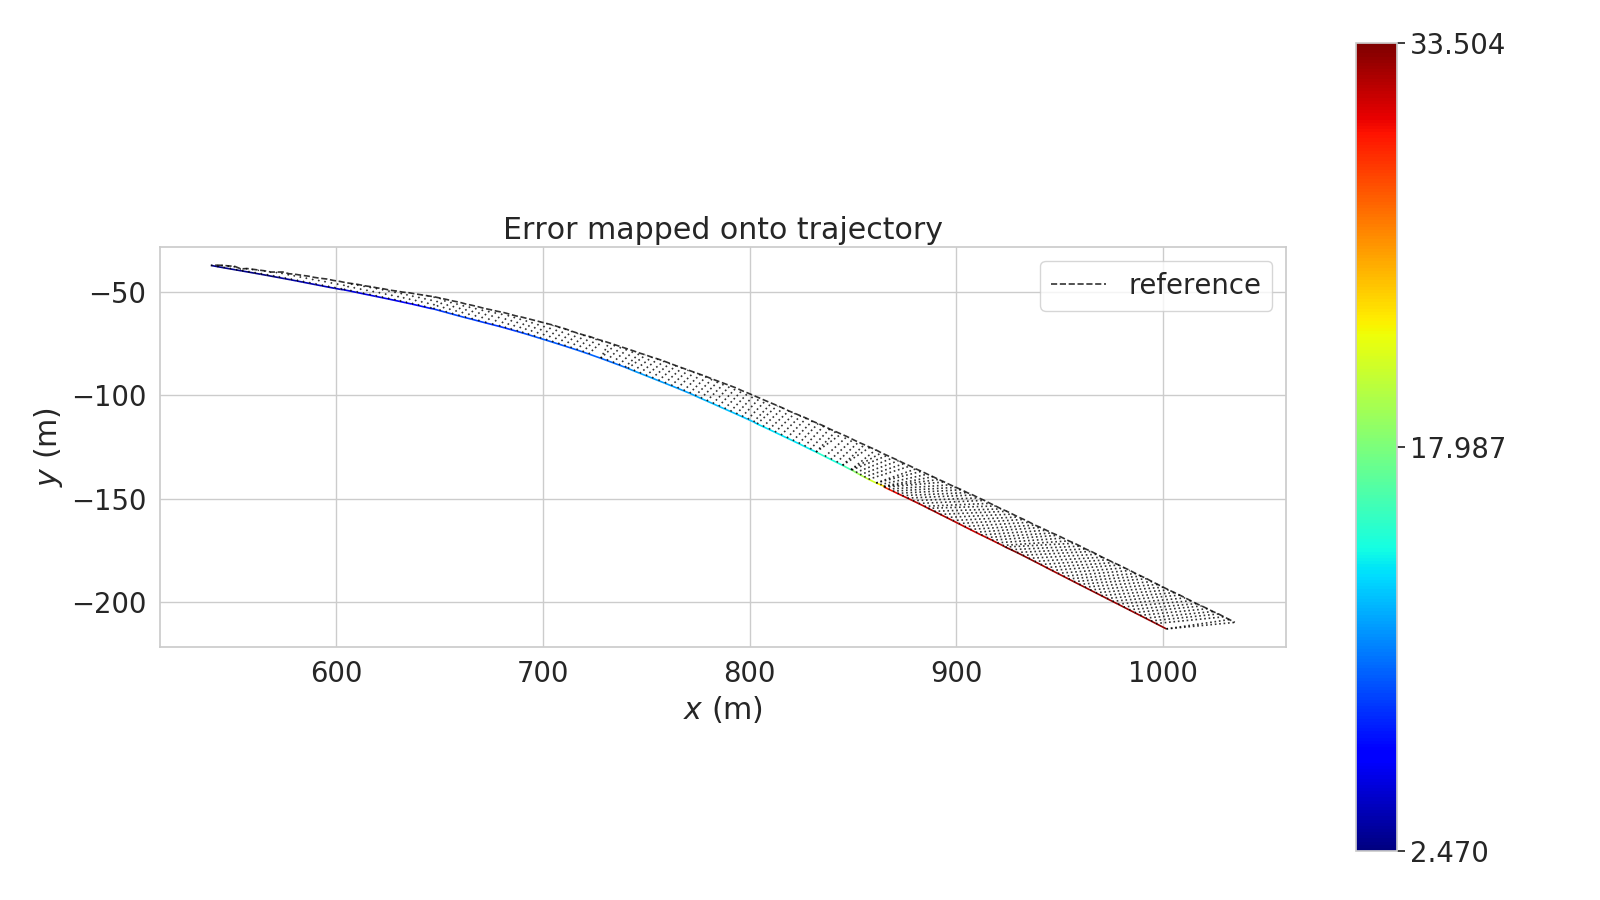 Error mapped onto trajectory
reference
y (m)
−50
−100
−150
−200
600 700 800 900 1000
x (m)
33.504
17.987
2.470